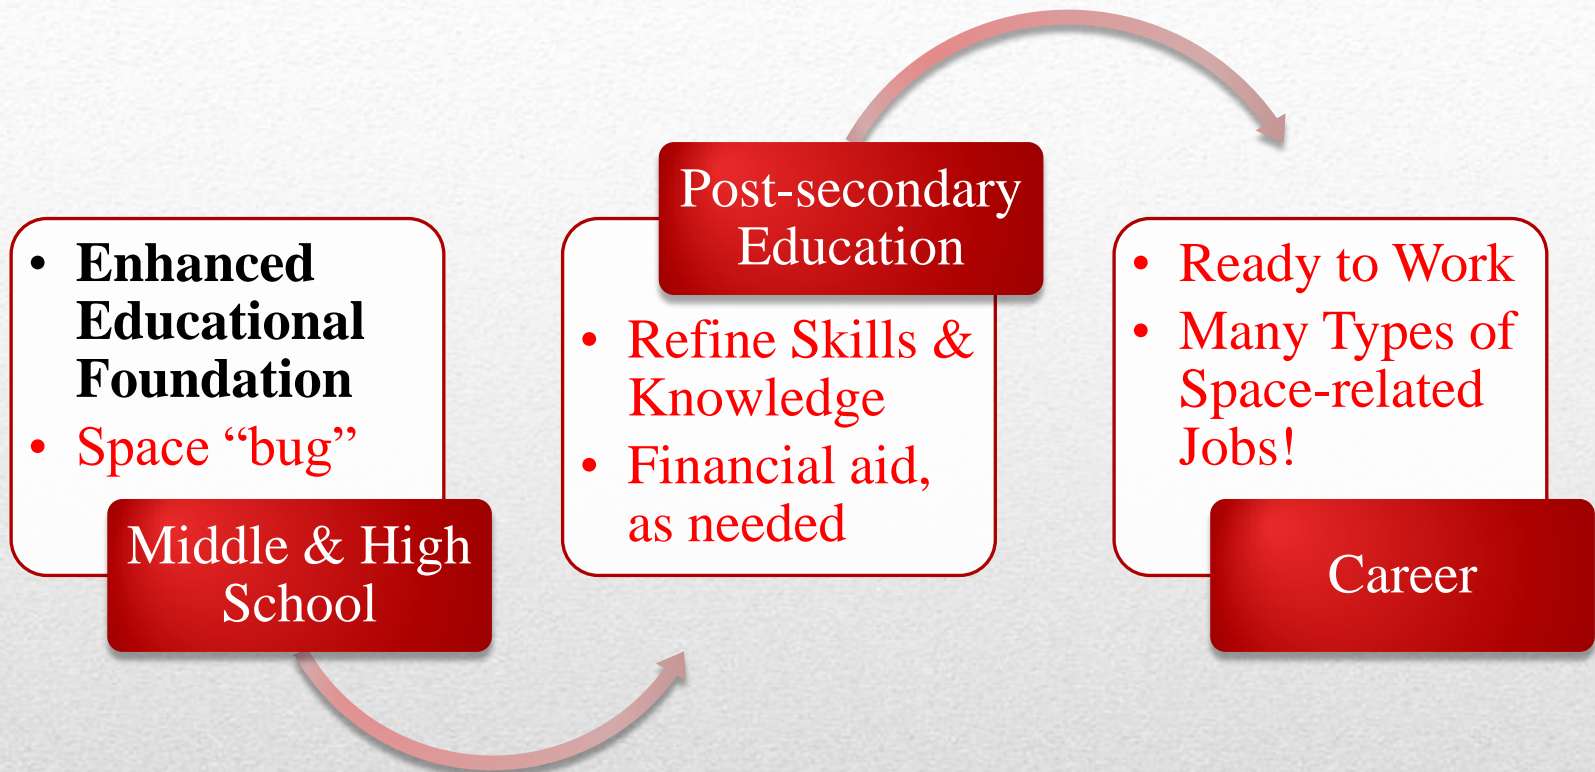 • Enhanced
Educational
Foundation
• Space “bug”
Middle & High
School
Post-secondary
Education
• Refine Skills &
Knowledge
• Financial aid,
as needed
• Ready to Work
• Many Types of
Space-related
Jobs!
Career